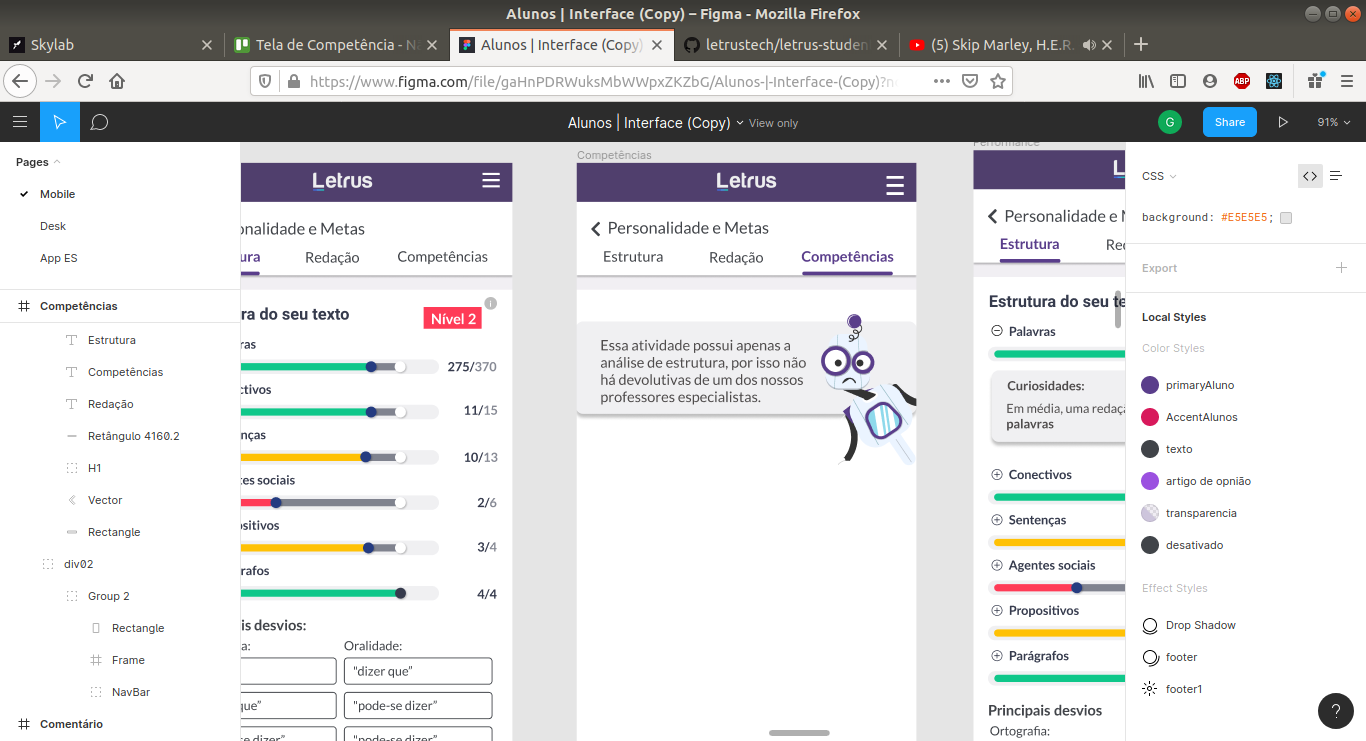 Alunos | Interface (Copy) – Figma - Mozilla Firefox
Skylab
Tela de Competência - N
Alunos | Interface (Copy)
letrustech/letrus-studen
(5) Skip Marley, H.E.R.
https://www.figma.com/file/gaHnPDRWuksMbWWpxZKZbG/Alunos-|-Interface-(Copy)?n
ABP
Alunos | Interface (Copy)
View only
G
Share
91%
Pages
Mobile
Desk
App ES
Competências
Estrutura
Competências
Redação
Retângulo 4160.2
H1
Vector
Rectangle
div02
Group 2
Rectangle
Frame
NavBar
Comentário
Letrus
onalidade e Metas
ura
Redação
Competências
ra do seu texto
Nível 2
i
ras
275/370
ctivos
11/15
nças
10/13
tes sociais
2/6
ositivos
3/4
grafos
4/4
is desvios:
a:
Oralidade:
"dizer que"
que"
"pode-se dizer"
se dizer"
"pode-se dizer"
Competências
Letrus
Personalidade e Metas
Estrutura
Redação
Competências
Essa atividade possui apenas a
análise de estrutura, por isso não
há devolutivas de um dos nossos
professores especialistas.
Performance
L
Personalidade e M
Estrutura
Re
Estrutura do seu te
Palavras
Curiosidades:
Em média, uma redaça
palavras
Conectivos
Sentenças
Agentes sociais
Propositivos
Parágrafos
Principais desvios
Ortografia:
CSS
background: #E5E5E5;
Export
Local Styles
Color Styles
primaryAluno
AccentAlunos
texto
artigo de opnião
transparencia
desativado
Effect Styles
Drop Shadow
footer
footer1
?